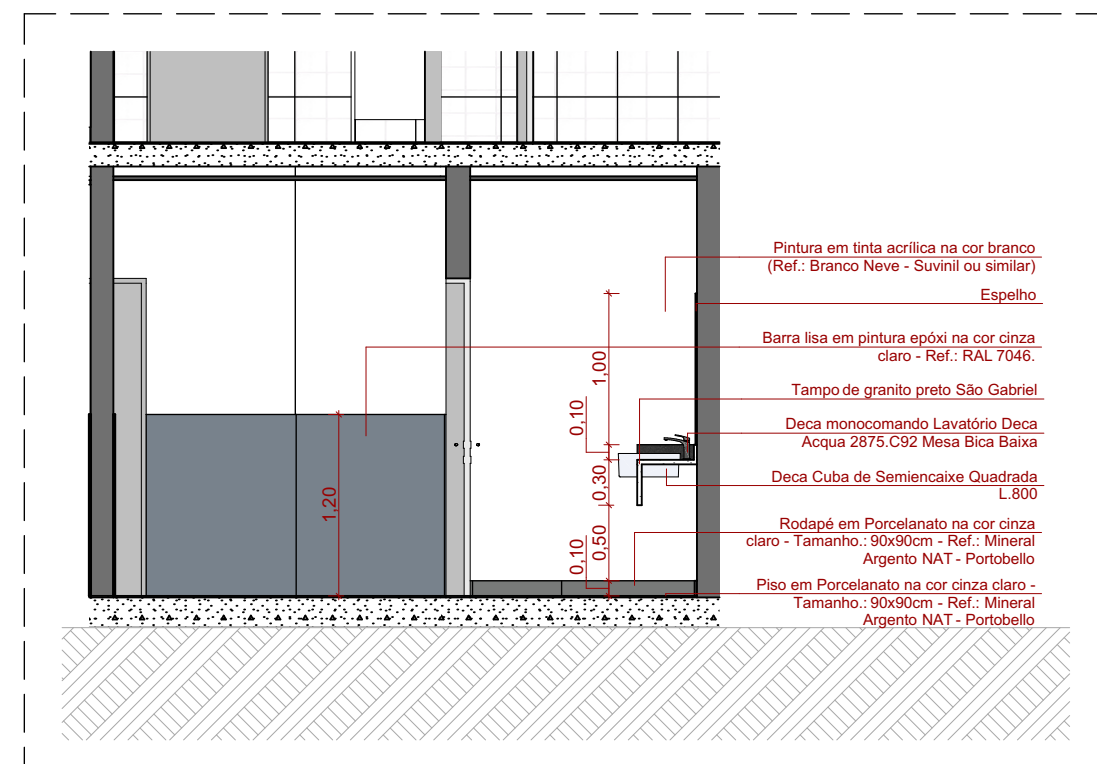 Pintura em tinta acrílica na cor branco
(Ref.: Branco Neve - Suvinil ou similar)
Espelho
Barra lisa em pintura epóxi na cor cinza
claro - Ref.: RAL 7046.
Tampo de granito preto São Gabriel
Deca monocomando Lavatório Deca
Acqua 2875.C92 Mesa Bica Baixa
Deca Cuba de Semiencaixe Quadrada
L.800
Rodapé em Porcelanato na cor cinza
claro - Tamanho.: 90x90cm - Ref.: Mineral
Argento NAT - Portobello
Piso em Porcelanato na cor cinza claro -
Tamanho.: 90x90cm - Ref.: Mineral
Argento NAT - Portobello
1,00
0,10
0,30
0,50
0,10
1,20